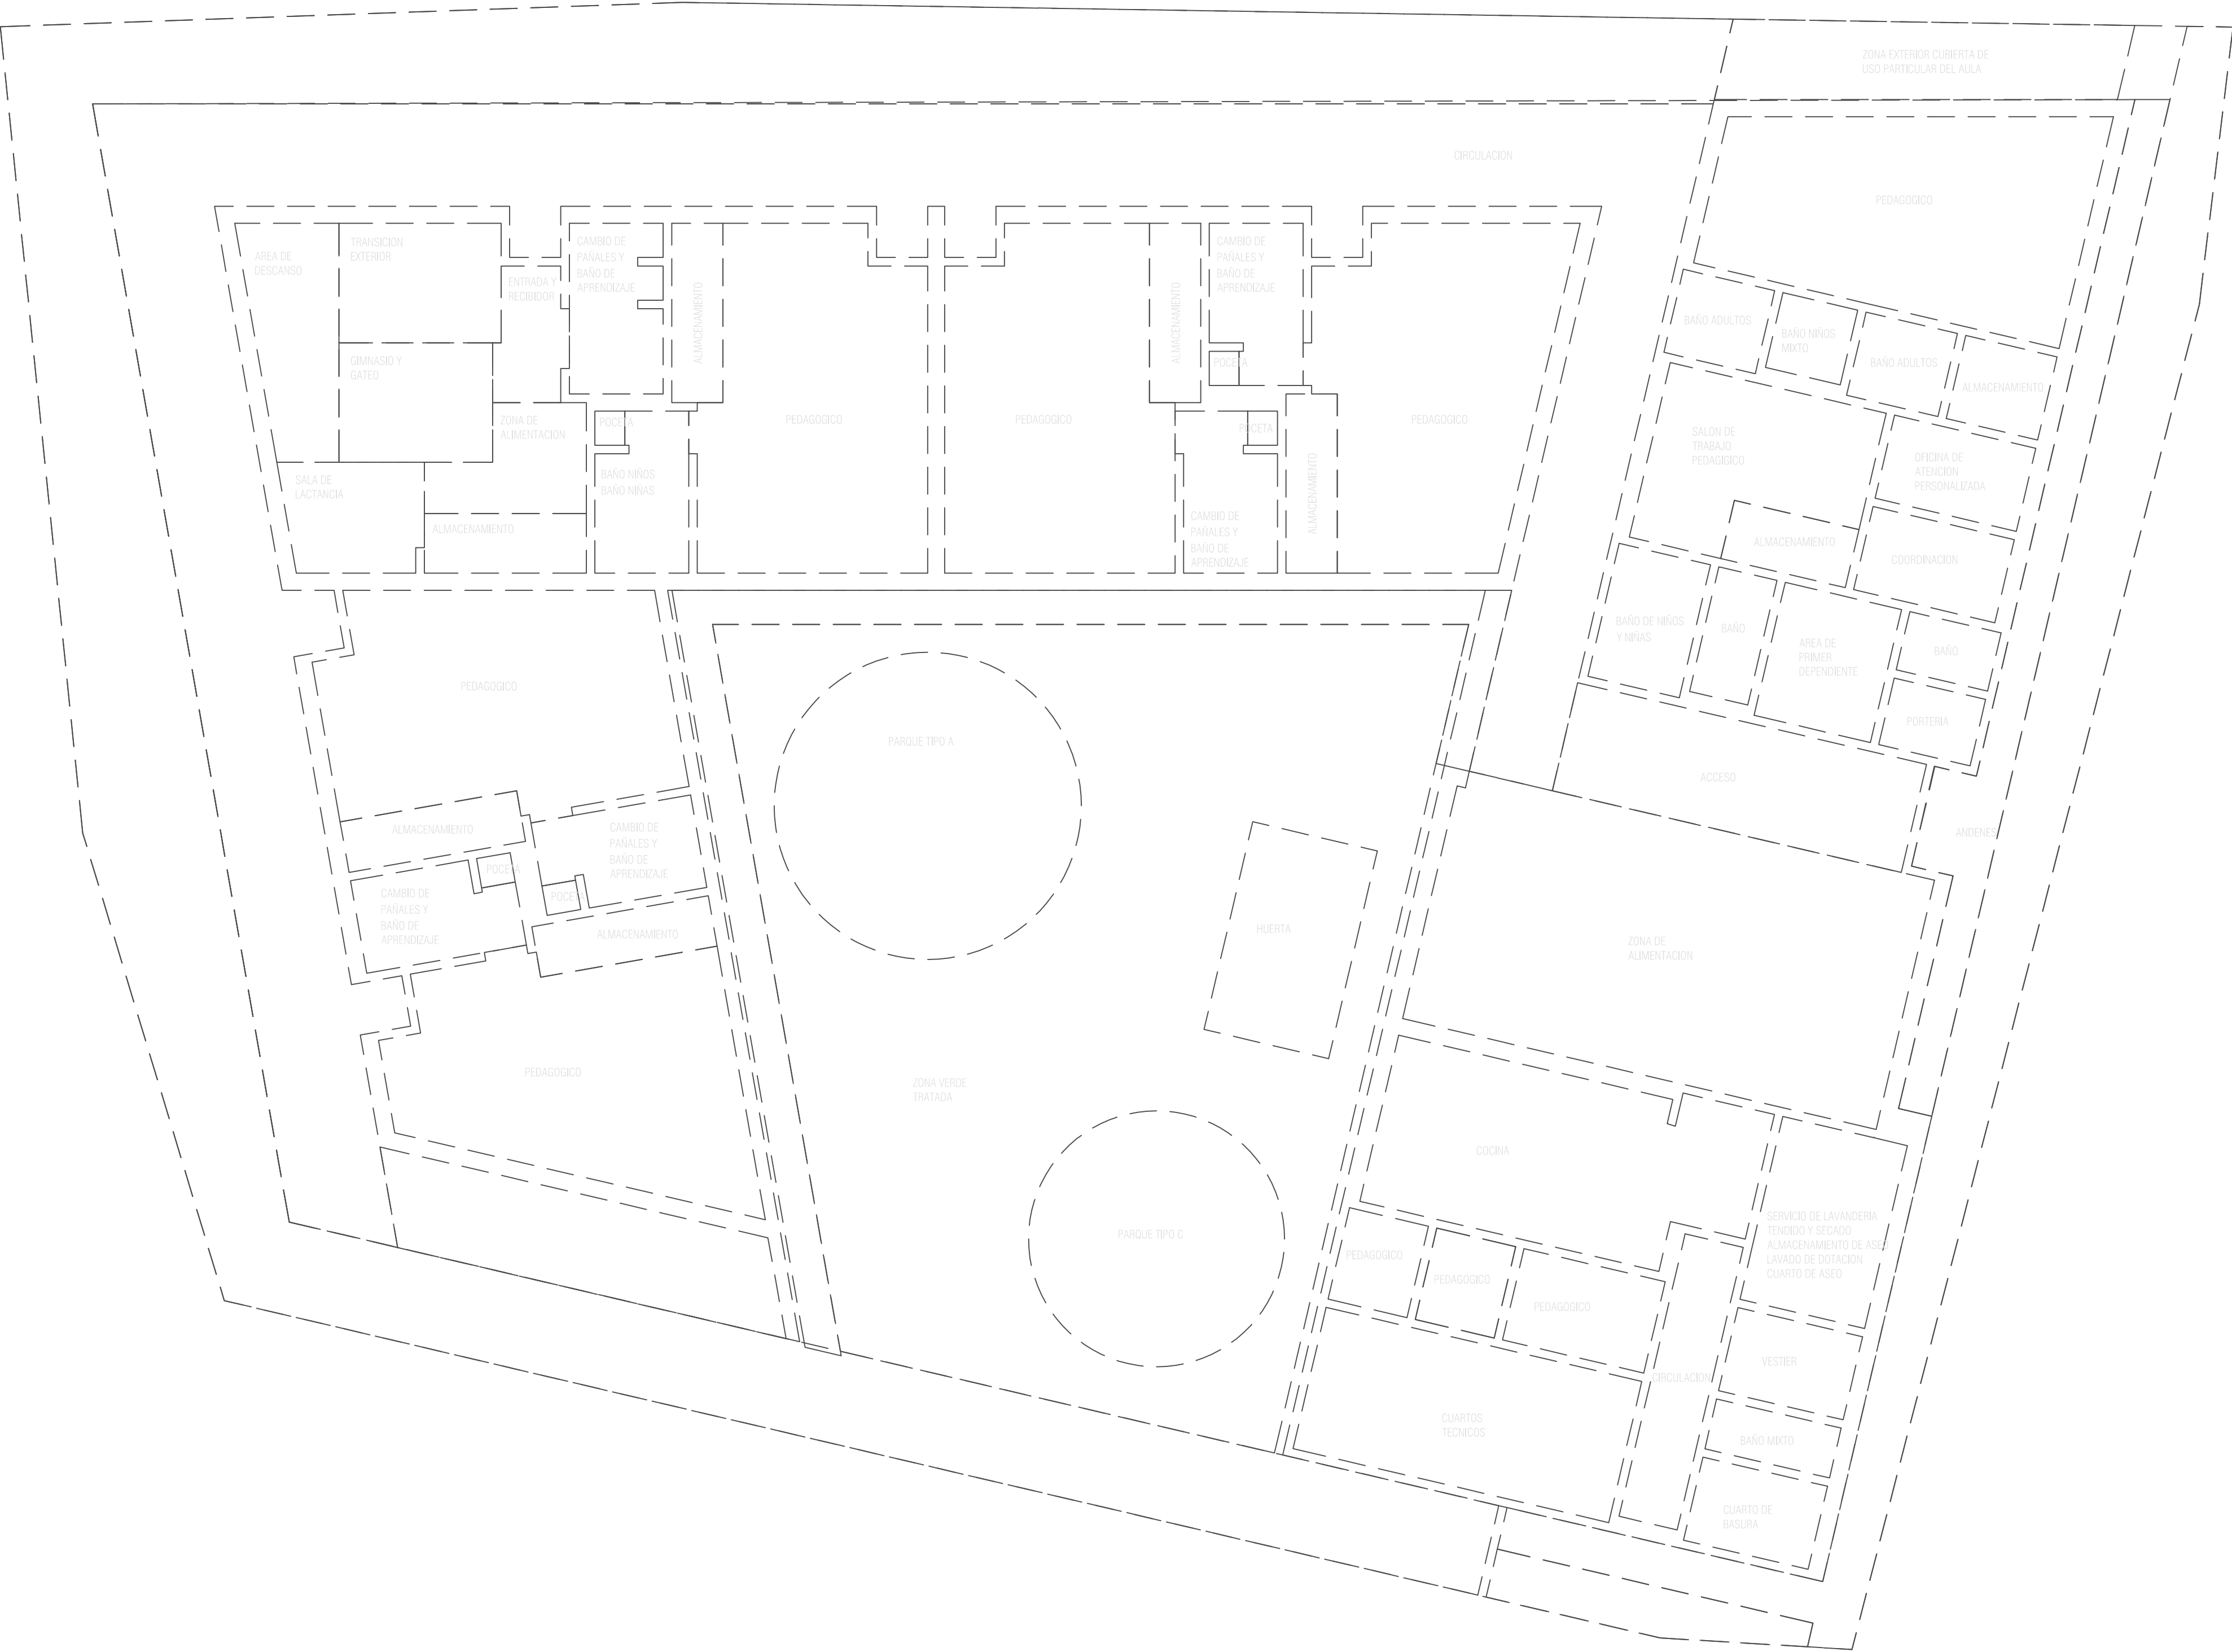 ZONA EXTERIOR CUBIERTA DE
USO PARTICULAR DEL AULA
CIRCULACION
PEDAGOGICO
AREA DE
DESCANSO
TRANSICION
EXTERIOR
ENTRADA Y
RECIBIDOR
CAMBIO DE
PAÑALES Y
BAÑO DE
APRENDIZAJE
ALMACENAMIENTO
PEDAGOGICO
PEDAGOGICO
ALMACENAMIENTO
CAMBIO DE
PAÑALES Y
BAÑO DE
APRENDIZAJE
POCETA
PEDAGOGICO
GIMNASIO Y
GATEO
ZONA DE
ALIMENTACION
POCETA
BAÑO NIÑOS
BAÑO NIÑAS
SALA DE
LACTANCIA
ALMACENAMIENTO
POCETA
CAMBIO DE
PAÑALES Y
BAÑO DE
APRENDIZAJE
ALMACENAMIENTO
BAÑO ADULTOS
BAÑO NIÑOS
MIXTO
BAÑO ADULTOS
ALMACENAMIENTO
SALON DE
TRABAJO
PEDAGIGICO
OFICINA DE
ATENCION
PERSONALIZADA
ALMACENAMIENTO
COORDINACION
BAÑO DE NIÑOS
Y NIÑAS
BAÑO
AREA DE
PRIMER
DEPENDIENTE
BAÑO
PORTERIA
ACCESO
ANDENES
PEDAGOGICO
PARQUE TIPO A
ALMACENAMIENTO
CAMBIO DE
PAÑALES Y
BAÑO DE
APRENDIZAJE
POCETA
POCETA
CAMBIO DE
PAÑALES Y
BAÑO DE
APRENDIZAJE
ALMACENAMIENTO
HUERTA
ZONA DE
ALIMENTACION
PEDAGOGICO
ZONA VERDE
TRATADA
COCINA
PARQUE TIPO C
SERVICIO DE LAVANDERIA
TENDIDO Y SECADO
ALMACENAMIENTO DE ASEO
LAVADO DE DOTACION
CUARTO DE ASEO
PEDAGOGICO
PEDAGOGICO
PEDAGOGICO
VESTIER
CIRCULACION
CUARTOS
TECNICOS
BAÑO MIXTO
CUARTO DE
BASURA